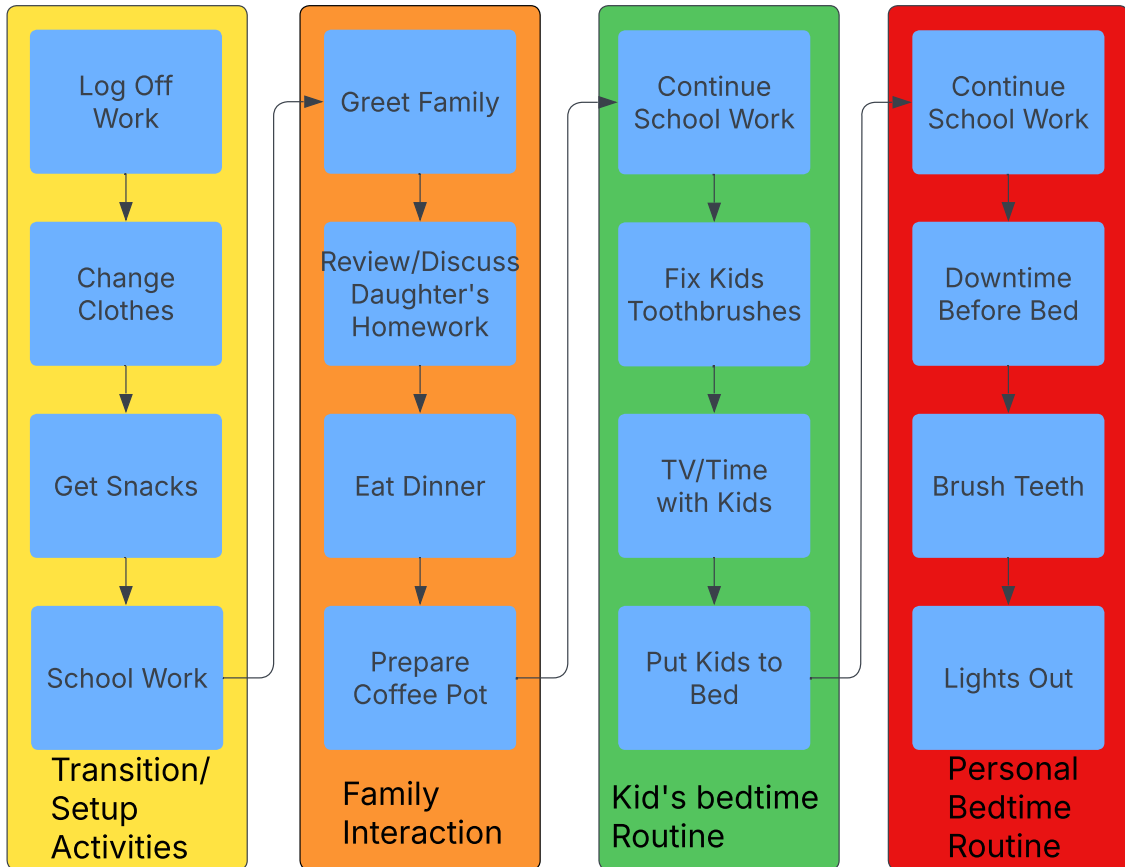 Log Off
Work
Change
Clothes
Get Snacks
School Work
Transition/
Setup
Activities
Greet Family
Review/Discuss
Daughter's
Homework
Eat Dinner
Prepare
Coffee Pot
Family
Interaction
Continue
School Work
Fix Kids
Toothbrushes
TV/Time
with Kids
Put Kids to
Bed
Kid's bedtime
Routine
Continue
School Work
Downtime
Before Bed
Brush Teeth
Lights Out
Personal
Bedtime
Routine